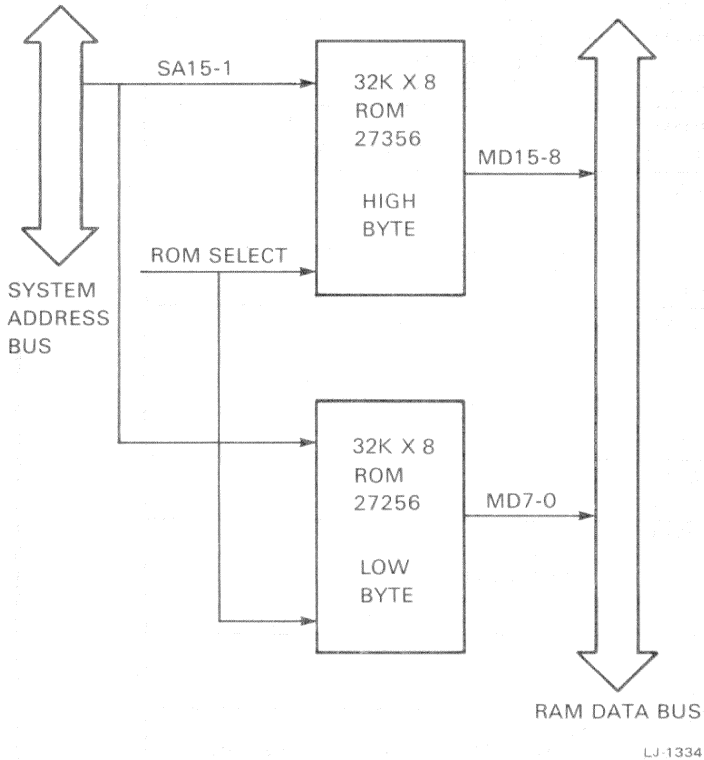 SA15-1
32K X 8
ROM
27356
HIGH
BYTE
MD15-8
ROM SELECT
SYSTEM
ADDRESS
BUS
32K X 8
ROM
27256
LOW
BYTE
MD7-0
RAM DATA BUS
LJ-1334